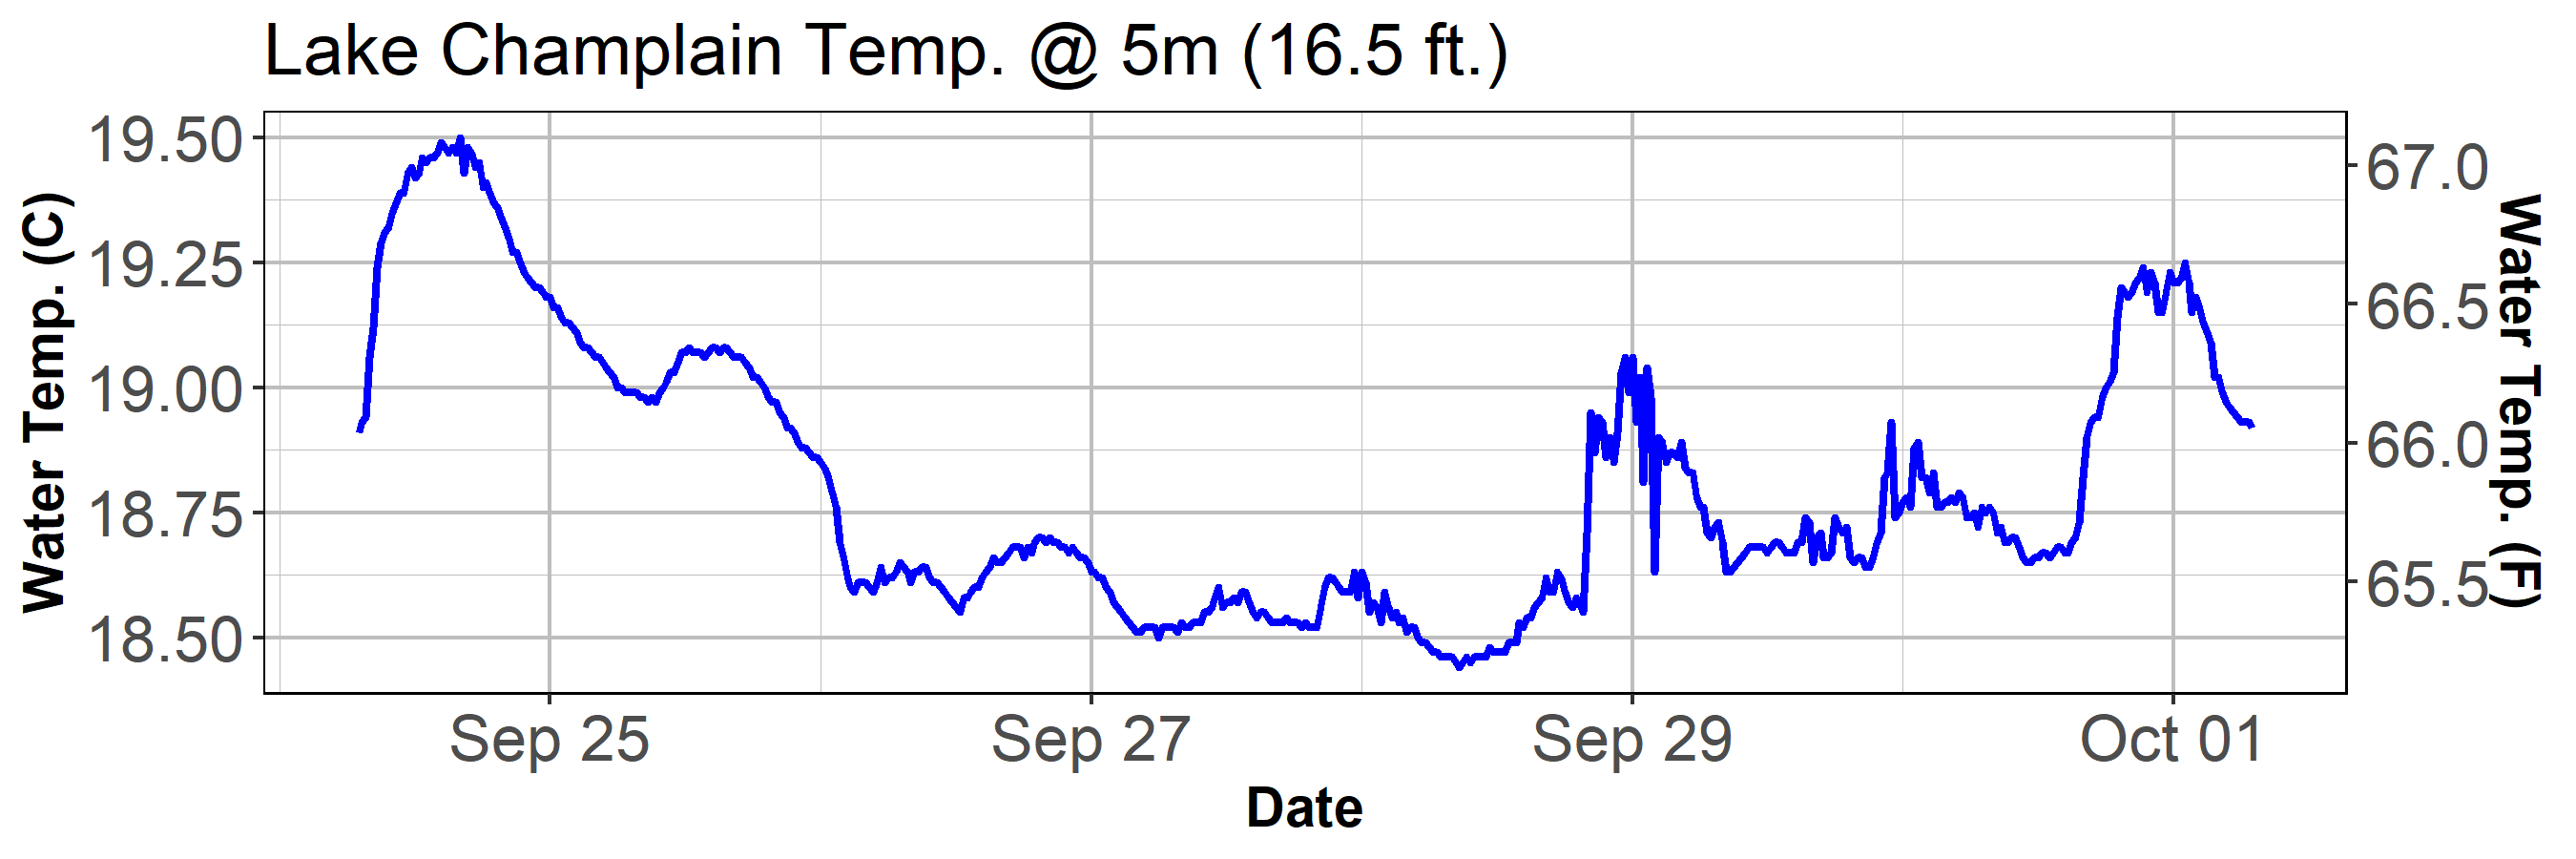 Lake Champlain Temp. @ 5m (16.5 ft.)
Water Temp. (C)
19.50
19.25
19.00
18.75
18.50
67.0
66.5
66.0
65.5
Water Temp. (F)
Sep 25
Sep 27
Sep 29
Oct 01
Date